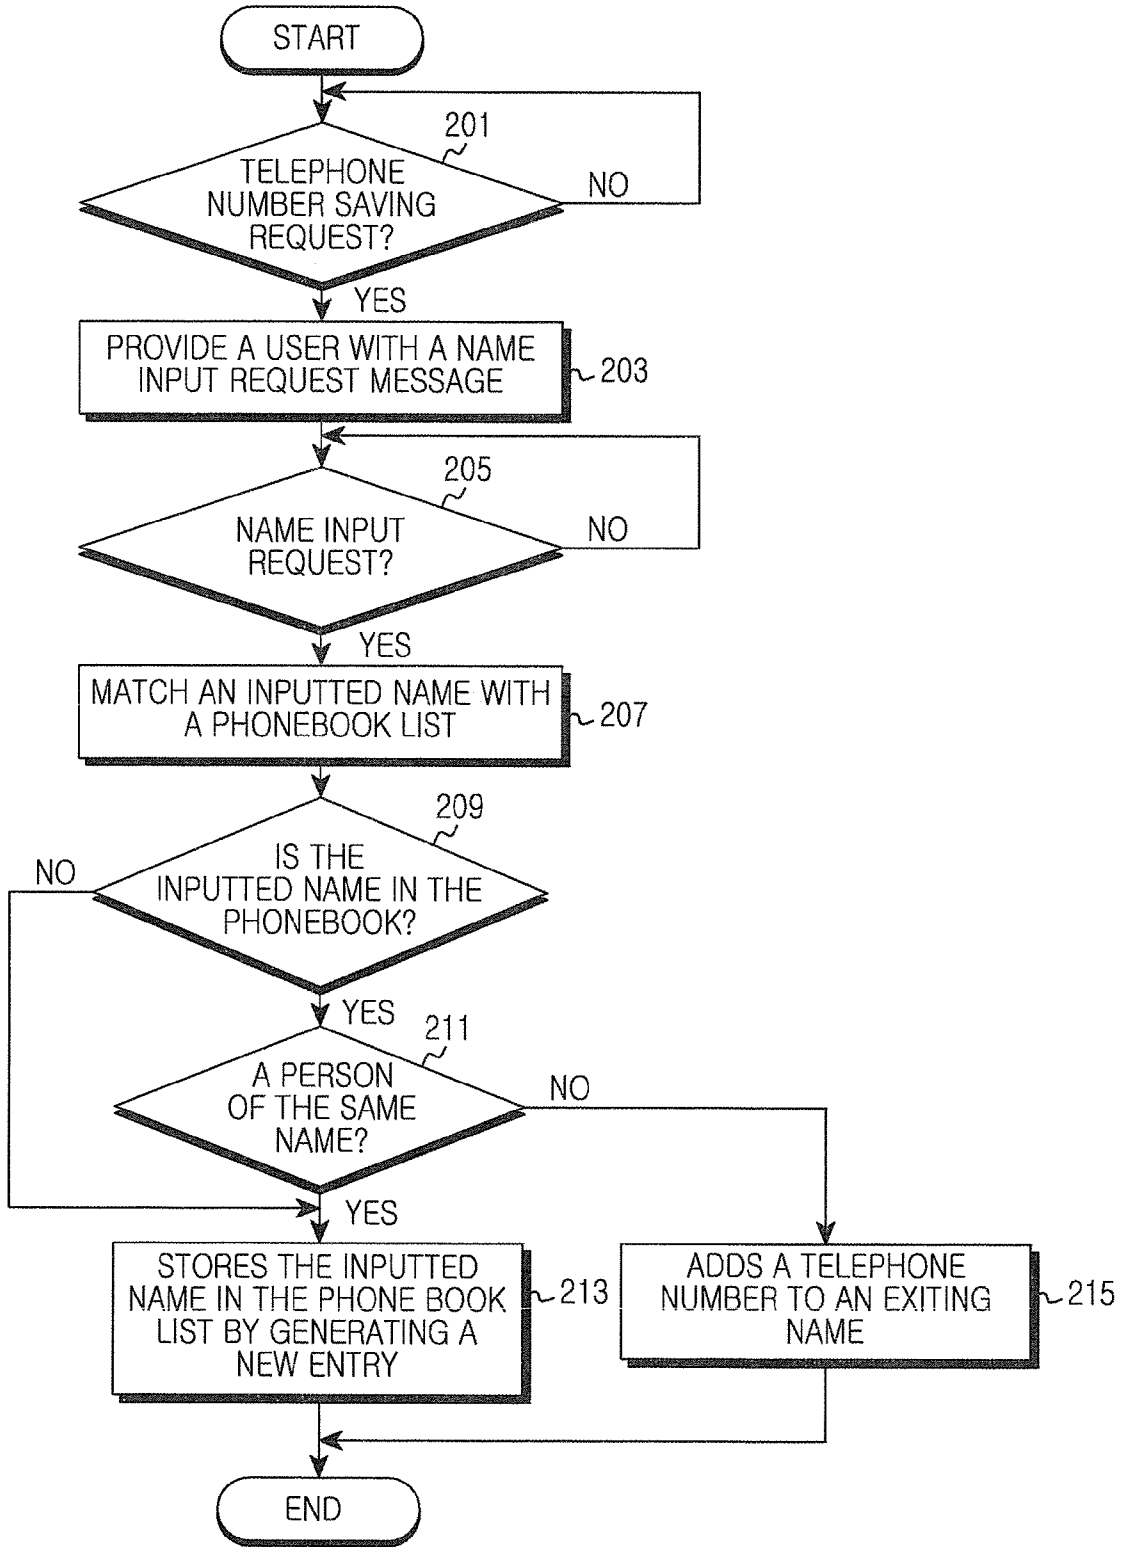 START
201
TELEPHONE
NUMBER SAVING
REQUEST?
NO
YES
PROVIDE A USER WITH A NAME
INPUT REQUEST MESSAGE
203
205
NAME INPUT
REQUEST?
NO
YES
MATCH AN INPUTTED NAME WITH
A PHONEBOOK LIST
207
209
IS THE
INPUTTED NAME IN THE
PHONEBOOK?
NO
YES
211
A PERSON
OF THE SAME
NAME?
NO
YES
STORES THE INPUTTED
NAME IN THE PHONE BOOK
LIST BY GENERATING A
NEW ENTRY
213
ADDS A TELEPHONE
NUMBER TO AN EXITING
NAME
215
END